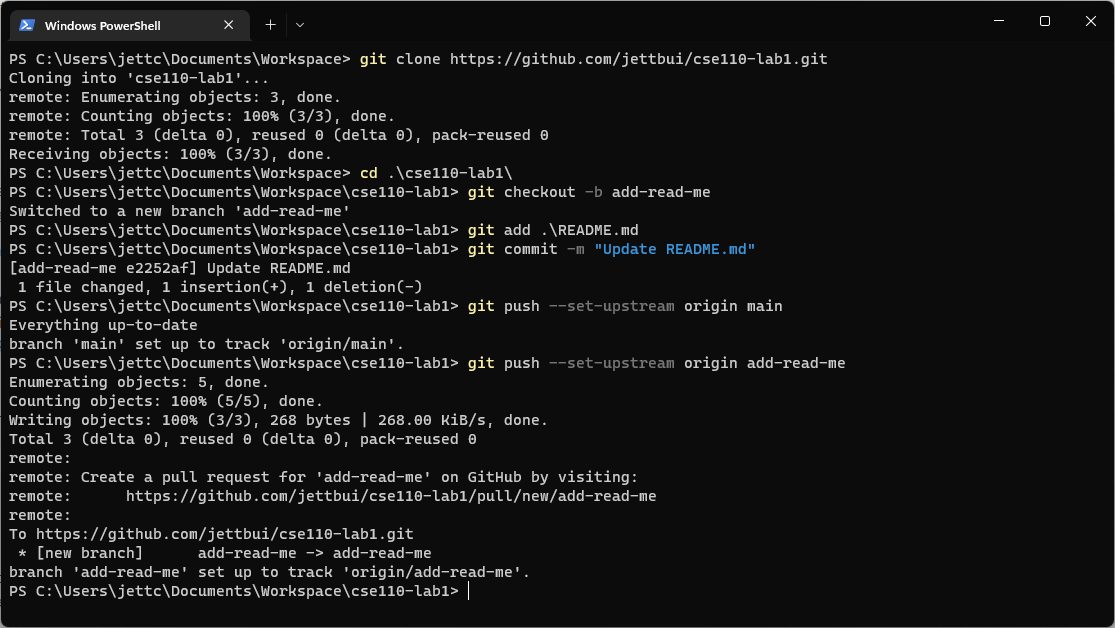 Windows PowerShell
PS C:\Users\jettc\Documents\Workspace> git clone https://github.com/jettbui/cse110-lab1.git
Cloning into 'cse110-lab1'...
remote: Enumerating objects: 3, done.
remote: Counting objects: 100% (3/3), done.
remote: Total 3 (delta 0), reused 0 (delta 0), pack-reused 0
Receiving objects: 100% (3/3), done.
PS C:\Users\jettc\Documents\Workspace> cd .\cse110-lab1\
PS C:\Users\jettc\Documents\Workspace\cse110-lab1> git checkout -b add-read-me
Switched to a new branch 'add-read-me'
PS C:\Users\jettc\Documents\Workspace\cse110-lab1> git add .\README.md
PS C:\Users\jettc\Documents\Workspace\cse110-lab1> git commit -m "Update README.md"
[add-read-me e2252af] Update README.md
 1 file changed, 1 insertion(+), 1 deletion(-)
PS C:\Users\jettc\Documents\Workspace\cse110-lab1> git push --set-upstream origin main
Everything up-to-date
branch 'main' set up to track 'origin/main'.
PS C:\Users\jettc\Documents\Workspace\cse110-lab1> git push --set-upstream origin add-read-me
Enumerating objects: 5, done.
Counting objects: 100% (5/5), done.
Writing objects: 100% (3/3), 268 bytes | 268.00 KiB/s, done.
Total 3 (delta 0), reused 0 (delta 0), pack-reused 0
remote:
remote: Create a pull request for 'add-read-me' on GitHub by visiting:
remote:      https://github.com/jettbui/cse110-lab1/pull/new/add-read-me
remote:
To https://github.com/jettbui/cse110-lab1.git
 * [new branch]      add-read-me -> add-read-me
branch 'add-read-me' set up to track 'origin/add-read-me'.
PS C:\Users\jettc\Documents\Workspace\cse110-lab1>